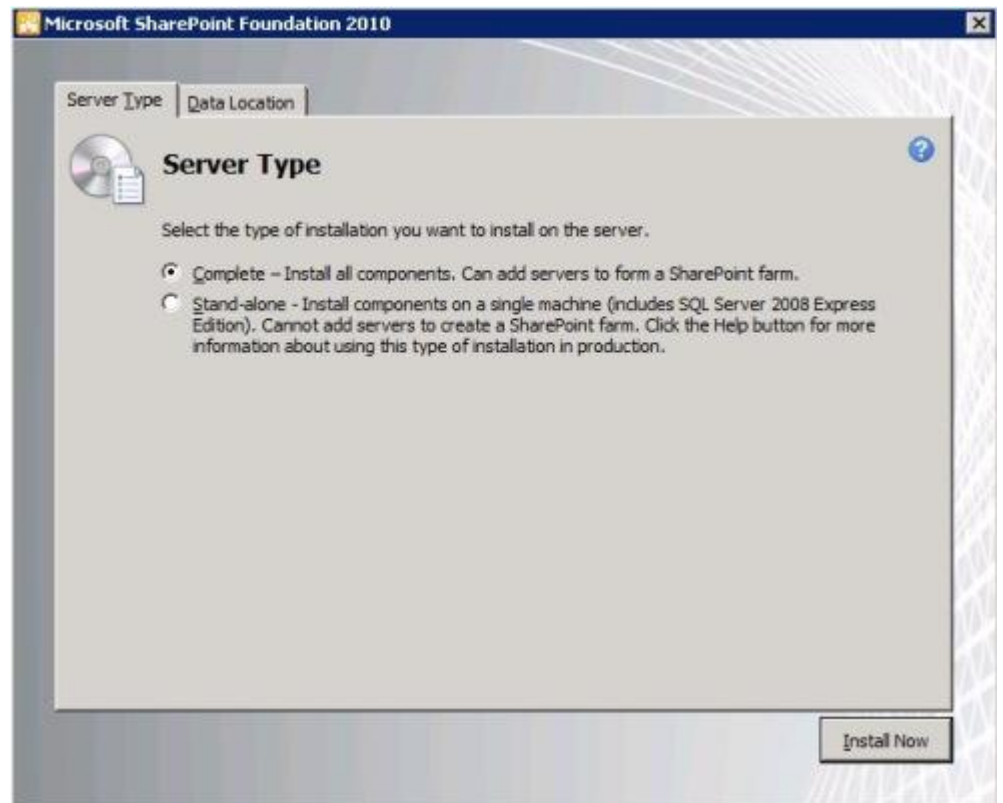 Microsoft SharePoint Foundation 2010
Server Type
Data Location
Server Type
Select the type of installation you want to install on the server.
Complete – Install all components. Can add servers to form a SharePoint farm.
Stand-alone - Install components on a single machine (includes SQL Server 2008 Express
Edition). Cannot add servers to create a SharePoint farm. Click the Help button for more
information about using this type of installation in production.
Install Now